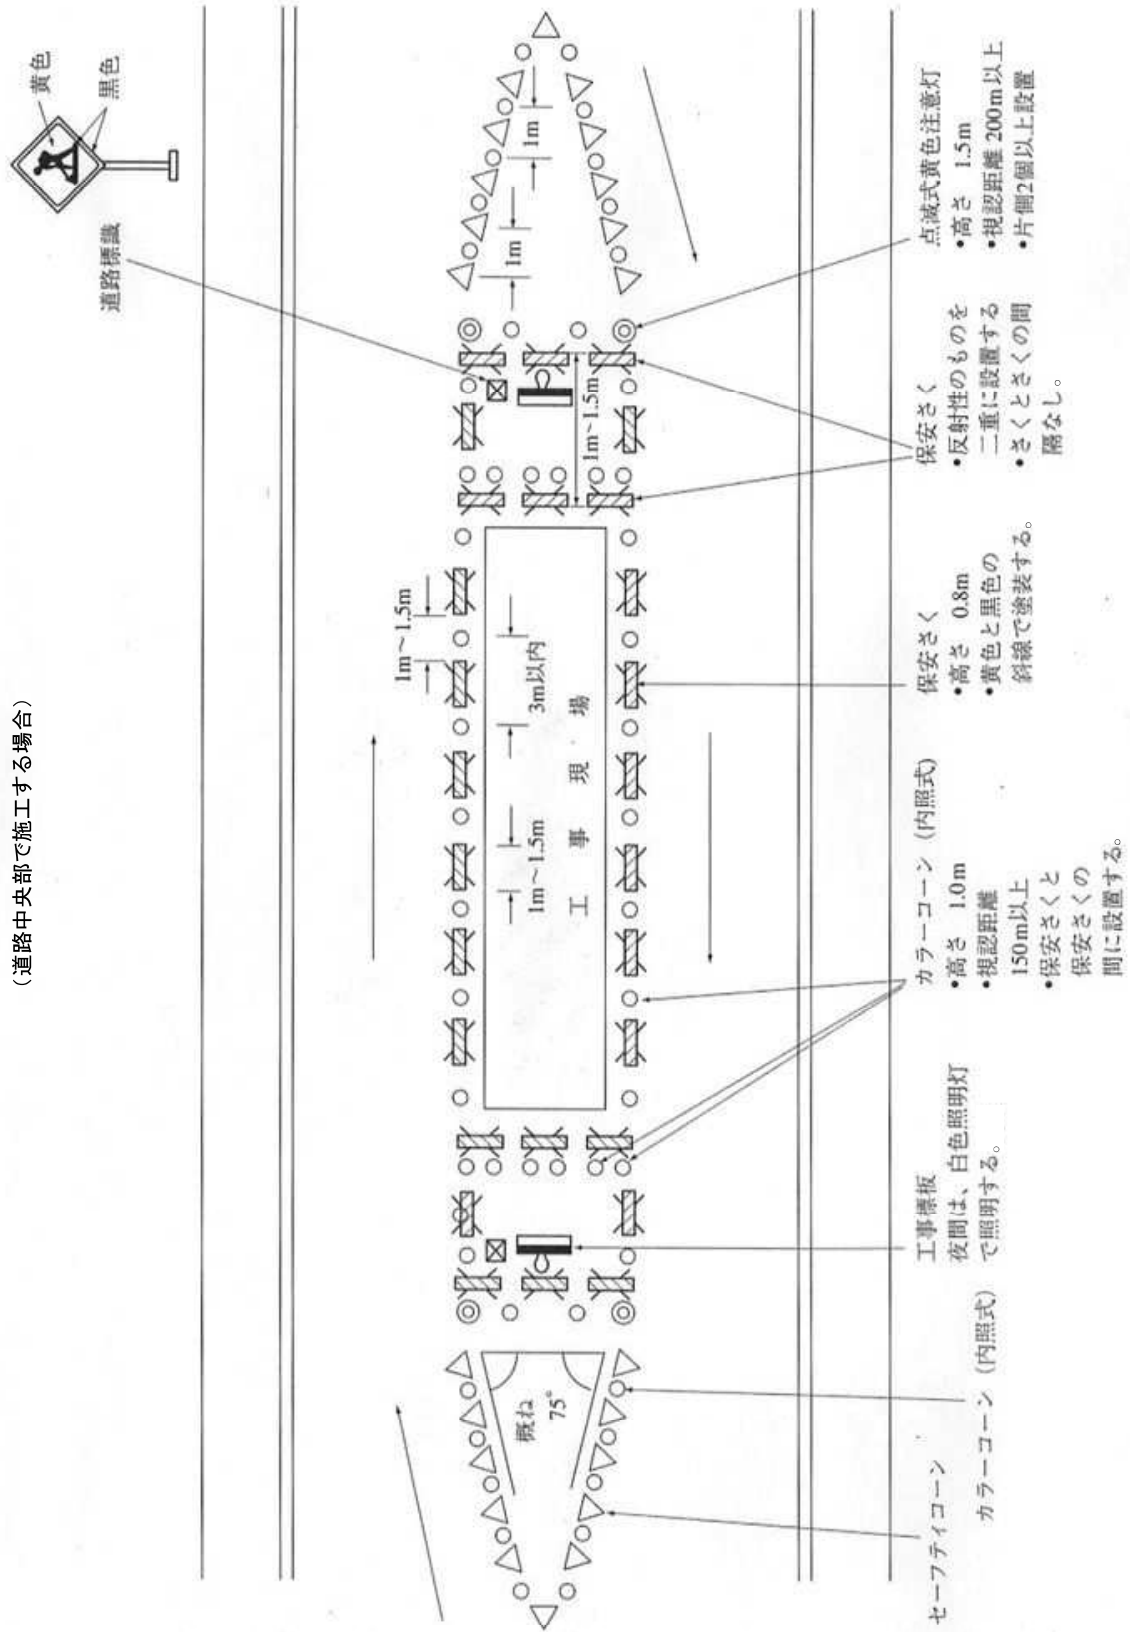 (道路中央部で施工する場合)
黄色
黒色
道路標識
1m
1m
1m~1.5m
1m~1.5m
3m以内
1m~1.5m
工事現場
概ね
75°
セーフティコーン
カラーコーン (内照式)
工事標板
夜間は、白色照明灯
で照明する。
カラーコーン (内照式)
•高さ 1.0m
•視認距離
150m以上
•保安さくと
保安さくの
間に設置する。
保安さく
•高さ 0.8m
•黄色と黒色の
斜線で塗装する。
保安さく
•反射性のものを
二重に設置する
•さくとさくの間
隔なし。
点滅式黄色注意灯
•高さ 1.5m
•視認距離 200m以上
•片側2個以上設置